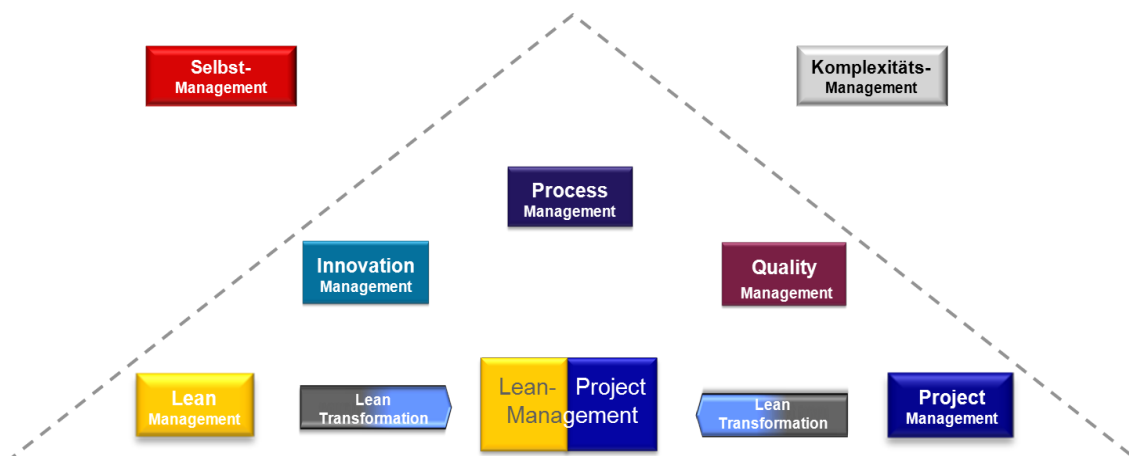 Selbst-
Management
Komplexitäts-
Management
Process
Management
Innovation
Management
Quality
Management
Lean
Management
Lean
Transformation
Lean- Project
Management
Lean
Transformation
Project
Management